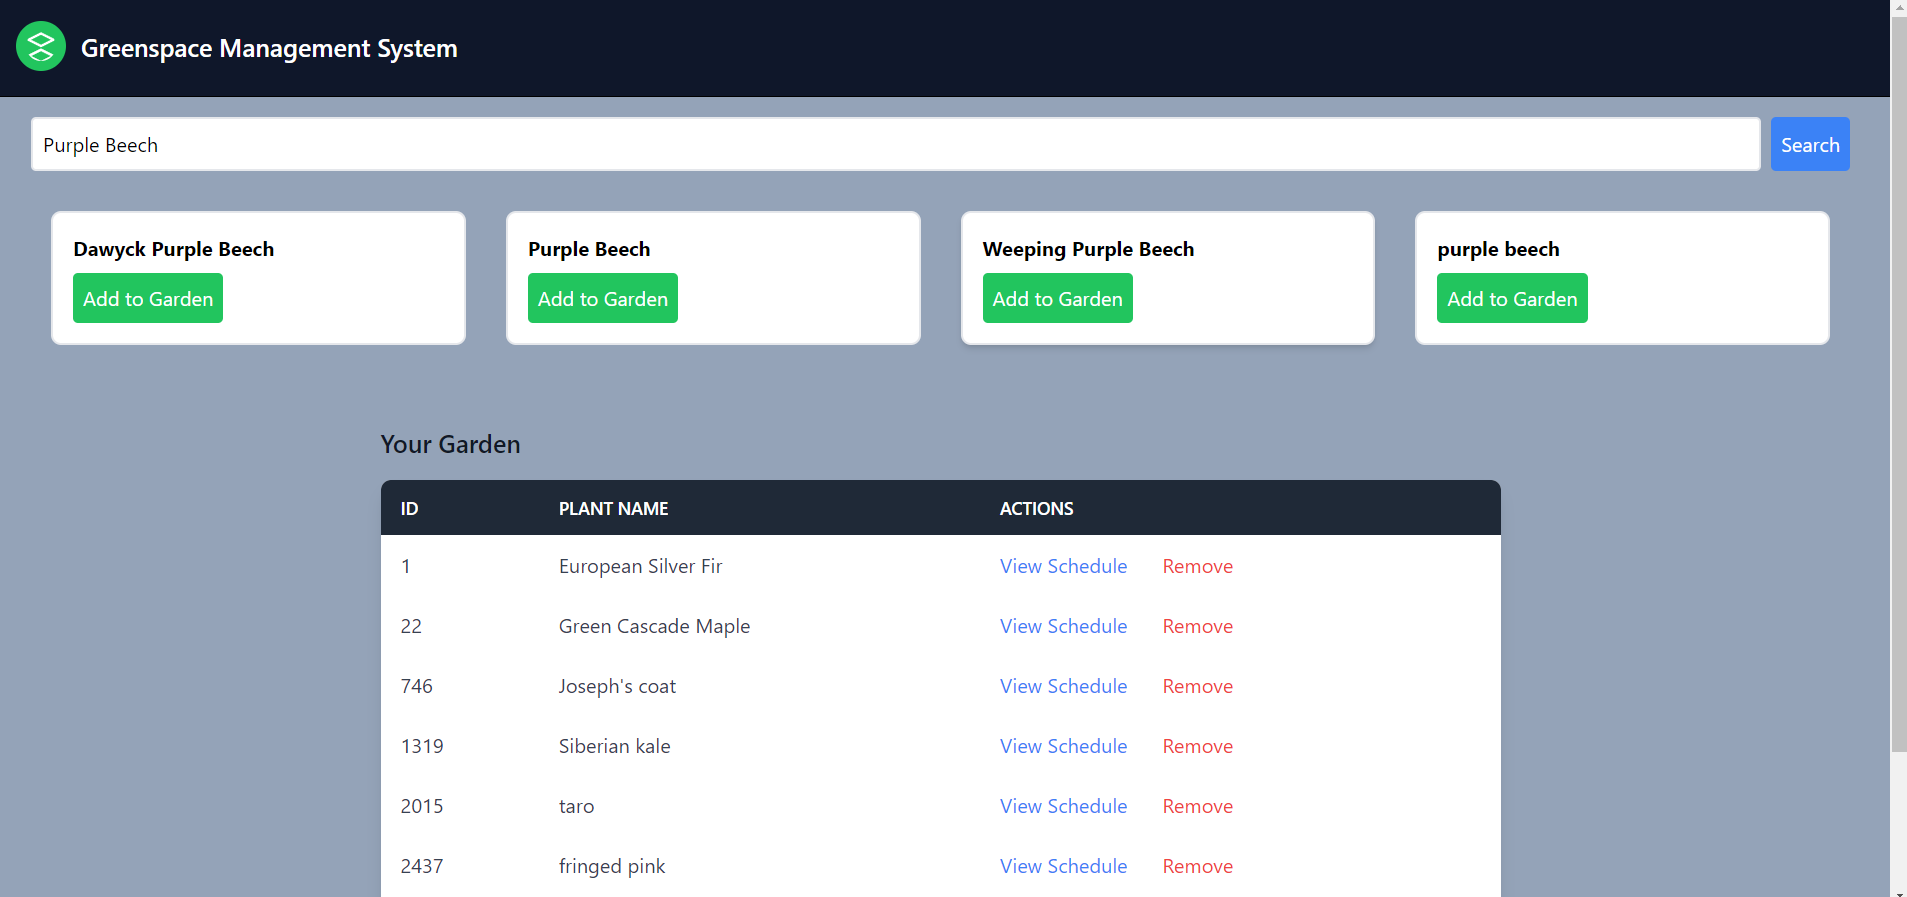 Greenspace Management System
Purple Beech
Search
Dawyck Purple Beech
Add to Garden
Purple Beech
Add to Garden
Weeping Purple Beech
Add to Garden
purple beech
Add to Garden
Your Garden
ID PLANT NAME ACTIONS
1 European Silver Fir View Schedule Remove
22 Green Cascade Maple View Schedule Remove
746 Joseph's coat View Schedule Remove
1319 Siberian kale View Schedule Remove
2015 taro View Schedule Remove
2437 fringed pink View Schedule Remove